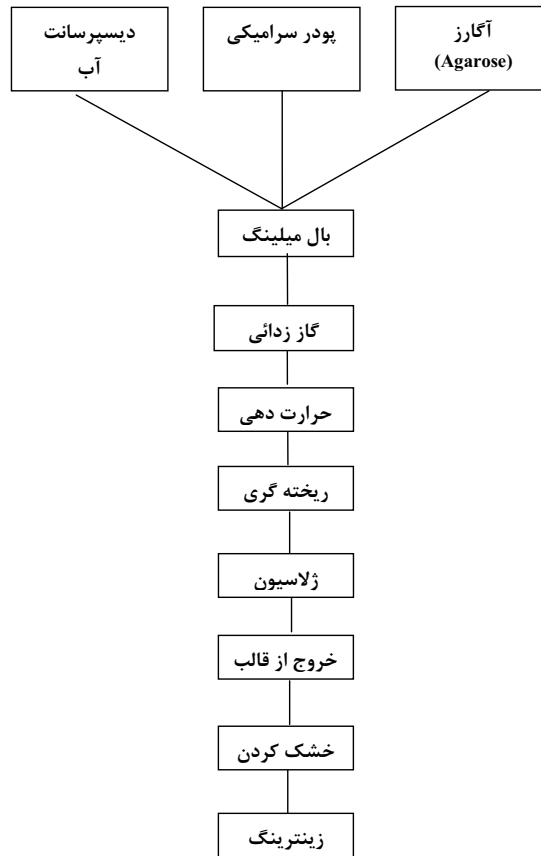 آگارز
(Agarose)
پودر سرامیکی
دیسپرسانت
آب
بال میلینگ
گاز زدائی
حرارت دهی
ریخته گری
ژلاسیون
خروج از قالب
خشک کردن
زینترینگ